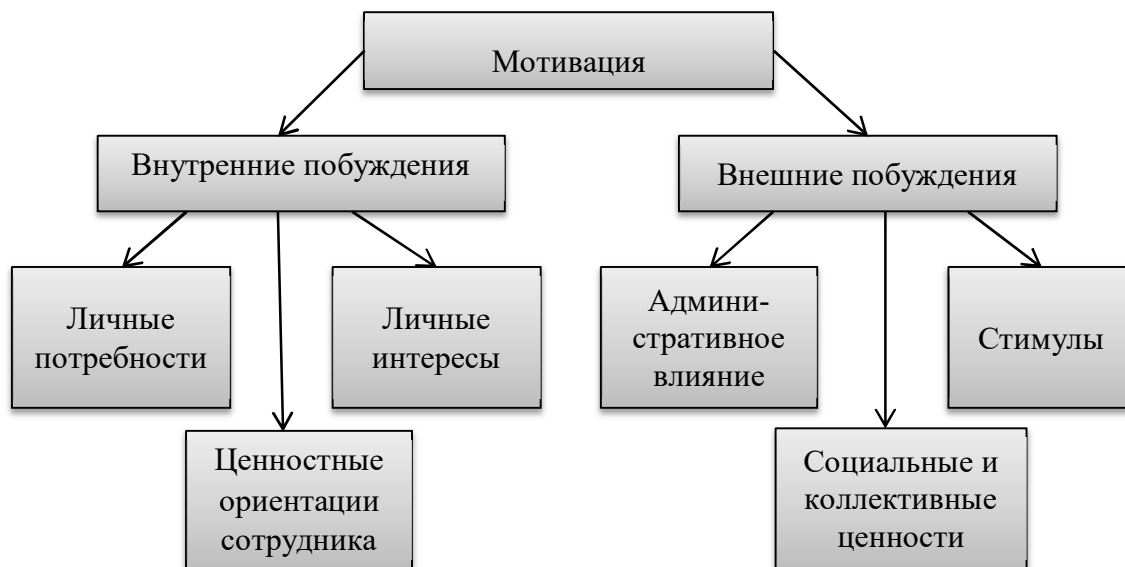 Мотивация
Внутренние побуждения
Внешние побуждения
Личные
потребности
Личные
интересы
Админи-
стративное
влияние
Стимулы
Ценностные
ориентации
сотрудника
Социальные и
коллективные
ценности